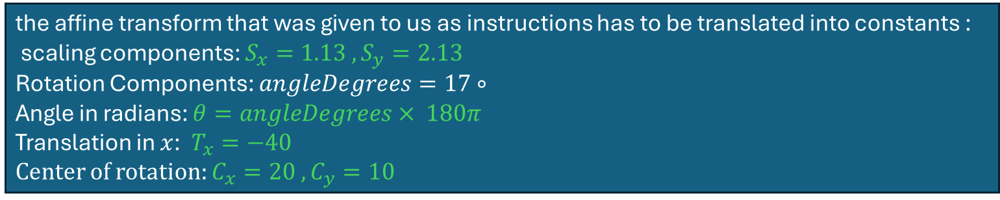 the affine transform that was given to us as instructions has to be translated into constants :
scaling components: Sₓ = 1.13 , S_y = 2.13
Rotation Components: angleDegrees = 17 ∘
Angle in radians: θ = angleDegrees × 180π
Translation in x: Tₓ = −40
Center of rotation: Cₓ = 20 , C_y = 10